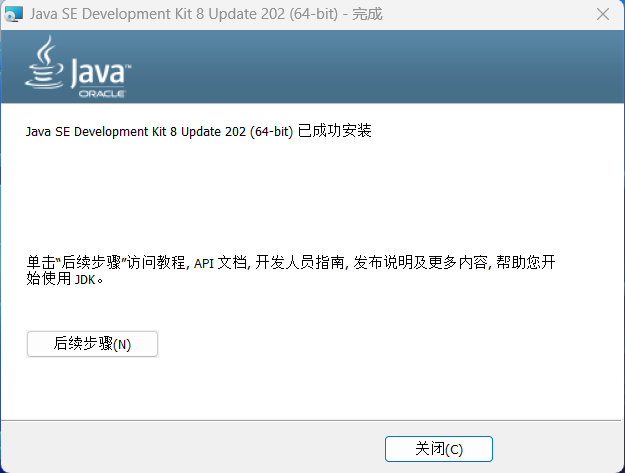 Java SE Development Kit 8 Update 202 (64-bit) - 完成
Java™
ORACLE
Java SE Development Kit 8 Update 202 (64-bit) 已成功安装
单击“后续步骤”访问教程, API 文档, 开发人员指南, 发布说明及更多内容, 帮助您开
始使用 JDK。
后续步骤(N)
关闭(C)